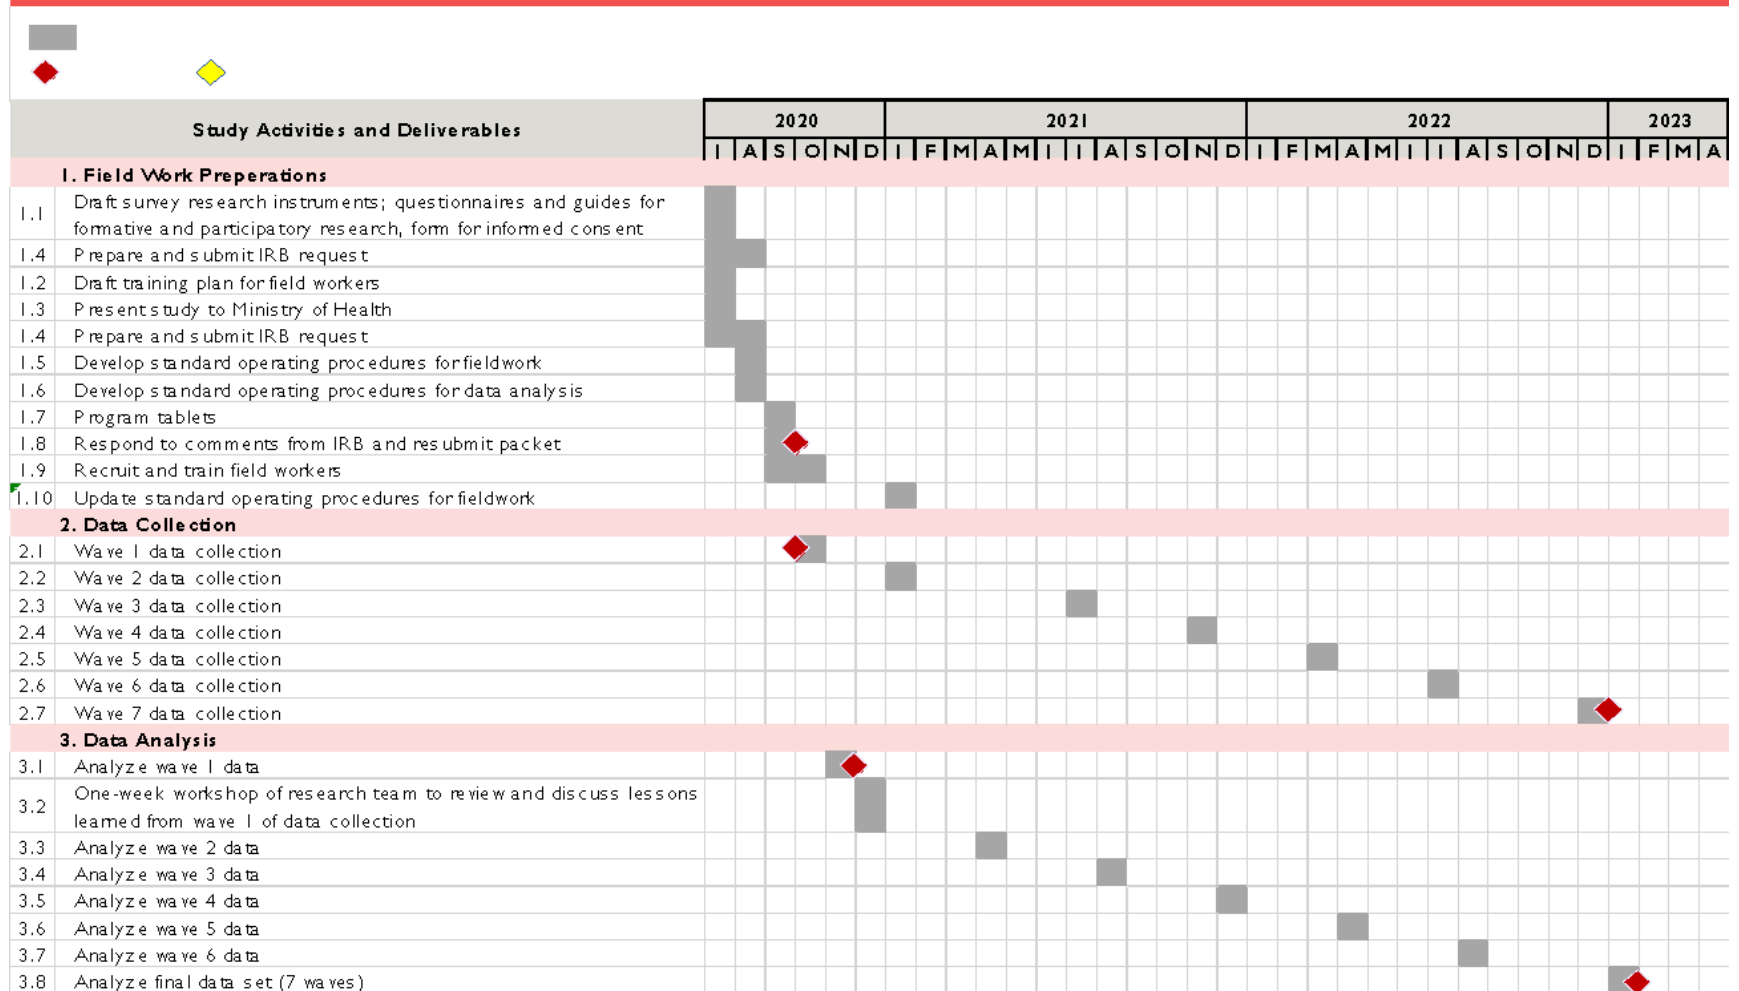 Study Activities and Deliverables
2020 2021 2022 2023
J A S O N D J F M A M J J A S O N D J F M A M J J A S O N D J F M A
1. Field Work Preperations
1.1 Draft survey research instruments; questionnaires and guides for
formative and participatory research, form for informed consent
1.4 Prepare and submit IRB request
1.2 Draft training plan for field workers
1.3 Present study to Ministry of Health
1.4 Prepare and submit IRB request
1.5 Develop standard operating procedures for fieldwork
1.6 Develop standard operating procedures for data analysis
1.7 Program tablets
1.8 Respond to comments from IRB and resubmit packet
1.9 Recruit and train field workers
1.10 Update standard operating procedures for fieldwork
2. Data Collection
2.1 Wave 1 data collection
2.2 Wave 2 data collection
2.3 Wave 3 data collection
2.4 Wave 4 data collection
2.5 Wave 5 data collection
2.6 Wave 6 data collection
2.7 Wave 7 data collection
3. Data Analysis
3.1 Analyze wave 1 data
3.2 One-week workshop of research team to review and discuss lessons
learned from wave 1 of data collection
3.3 Analyze wave 2 data
3.4 Analyze wave 3 data
3.5 Analyze wave 4 data
3.6 Analyze wave 5 data
3.7 Analyze wave 6 data
3.8 Analyze final data set (7 waves)